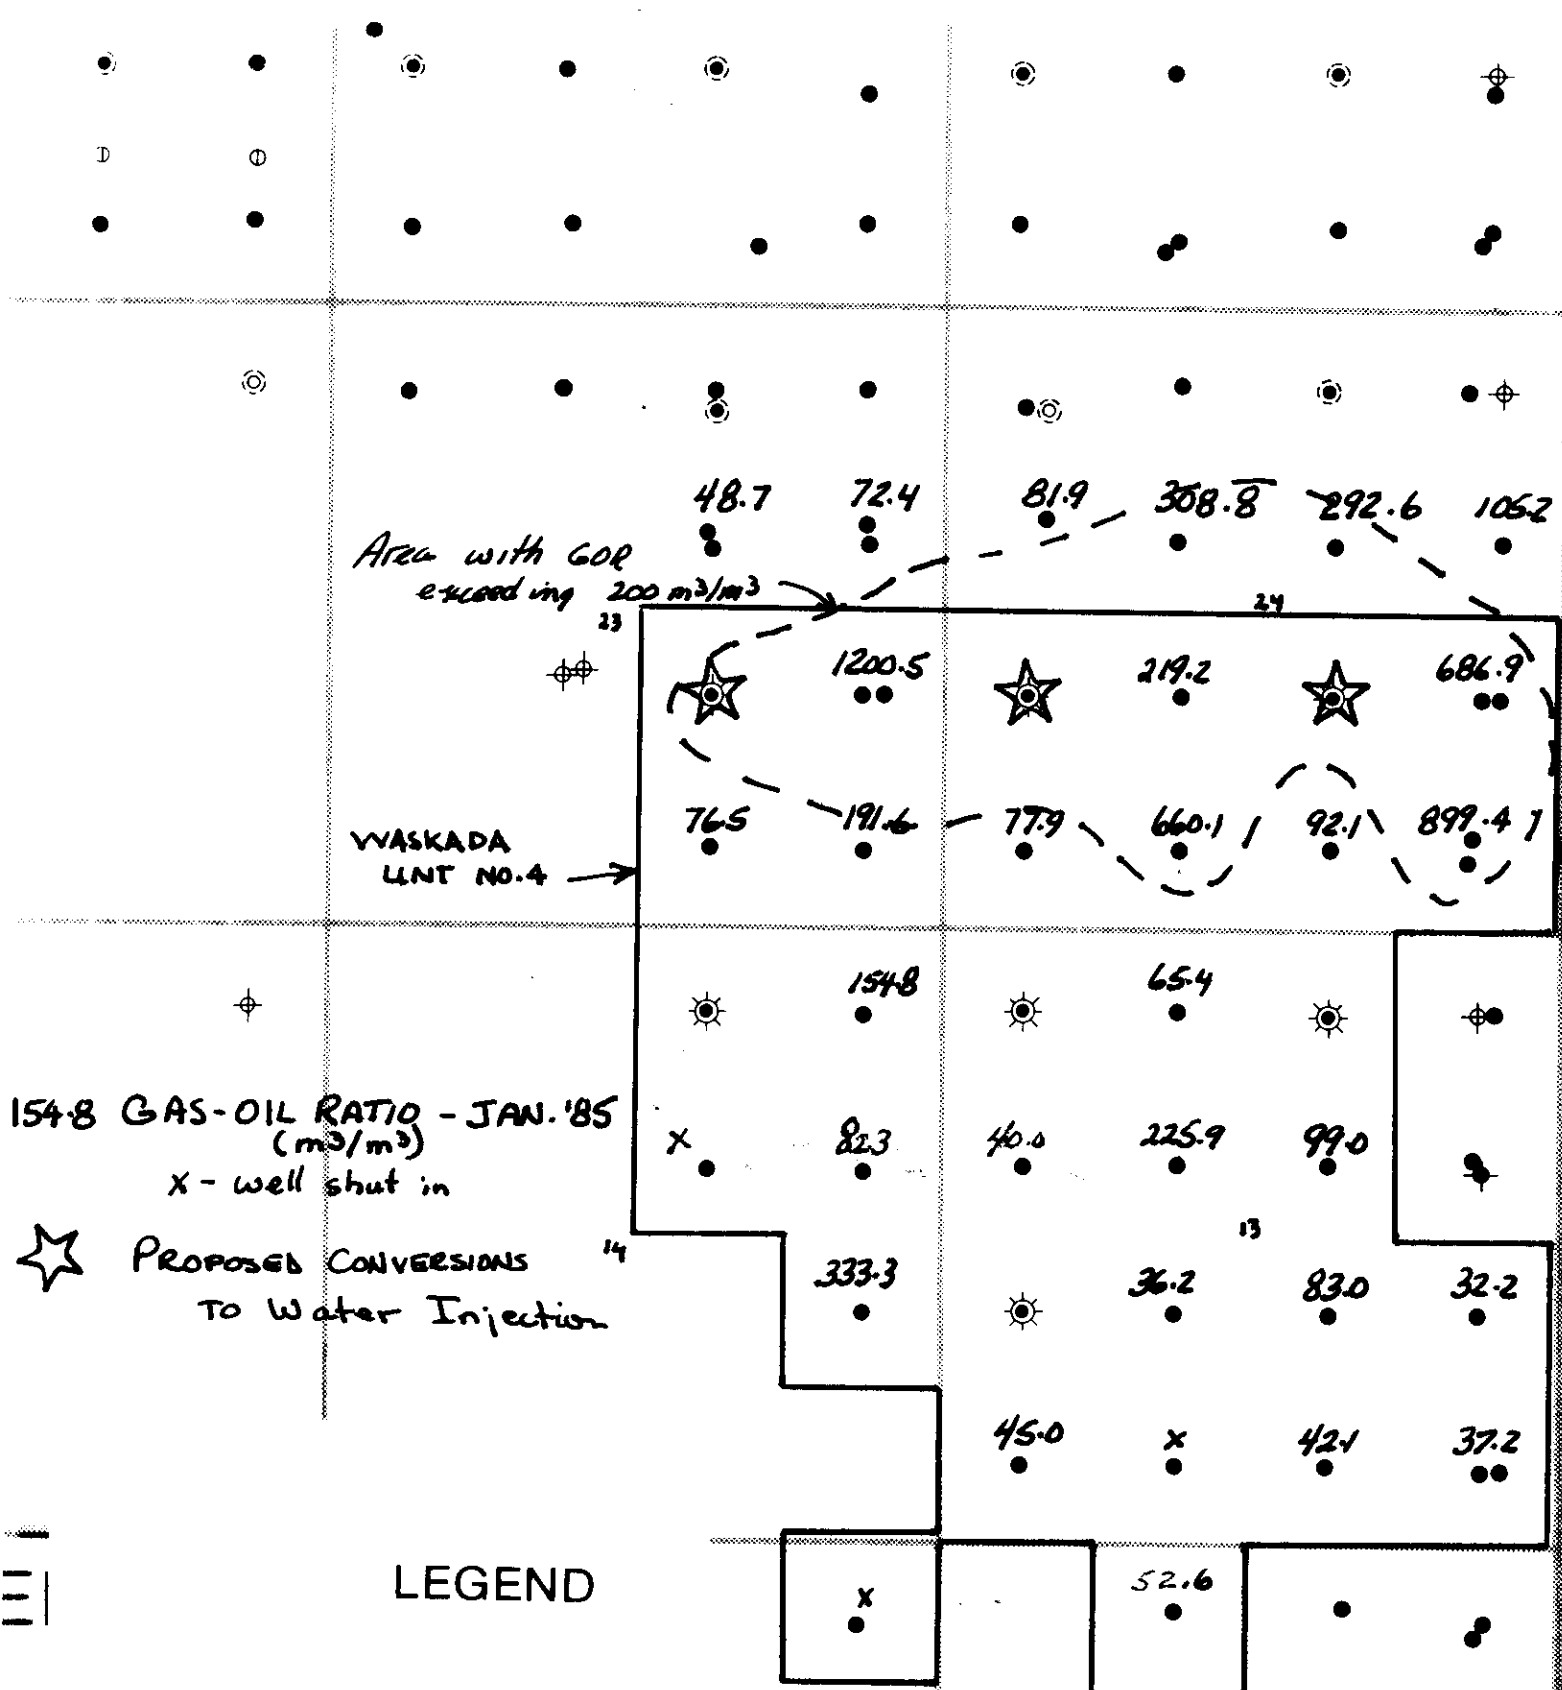 48.7 72.4 81.9 308.8 292.6 105.2
Area with GOR
exceeding 200 m³/m³
23 24
1200.5 219.2 686.9
76.5 191.6 77.9 660.1 92.1 899.4
WASKADA
UNIT NO.4
154.8 65.4
154.8 GAS-OIL RATIO - JAN. '85
(m³/m³)
X 82.3 40.0 225.9 99.0
X - well shut in
13
14
PROPOSED CONVERSIONS
TO Water Injection
333.3 36.2 83.0 32.2
45.0 X 42.1 37.2
LEGEND
X 52.6